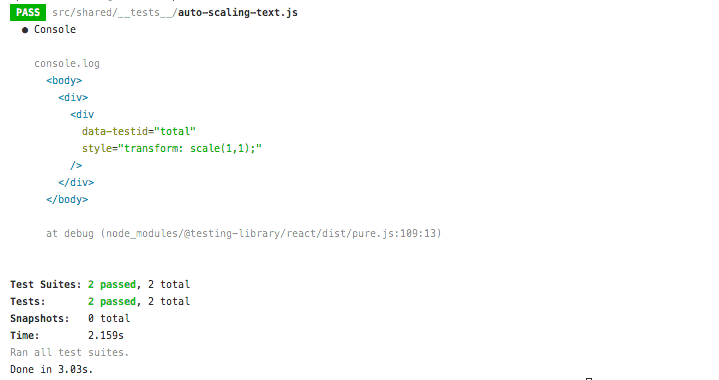 PASS src/shared/__tests__/auto-scaling-text.js
● Console
console.log
<body>
<div>
<div
data-testid="total"
style="transform: scale(1,1);"
/>
</div>
</body>
at debug (node_modules/@testing-library/react/dist/pure.js:109:13)
Test Suites: 2 passed, 2 total
Tests: 2 passed, 2 total
Snapshots: 0 total
Time: 2.159s
Ran all test suites.
Done in 3.03s.